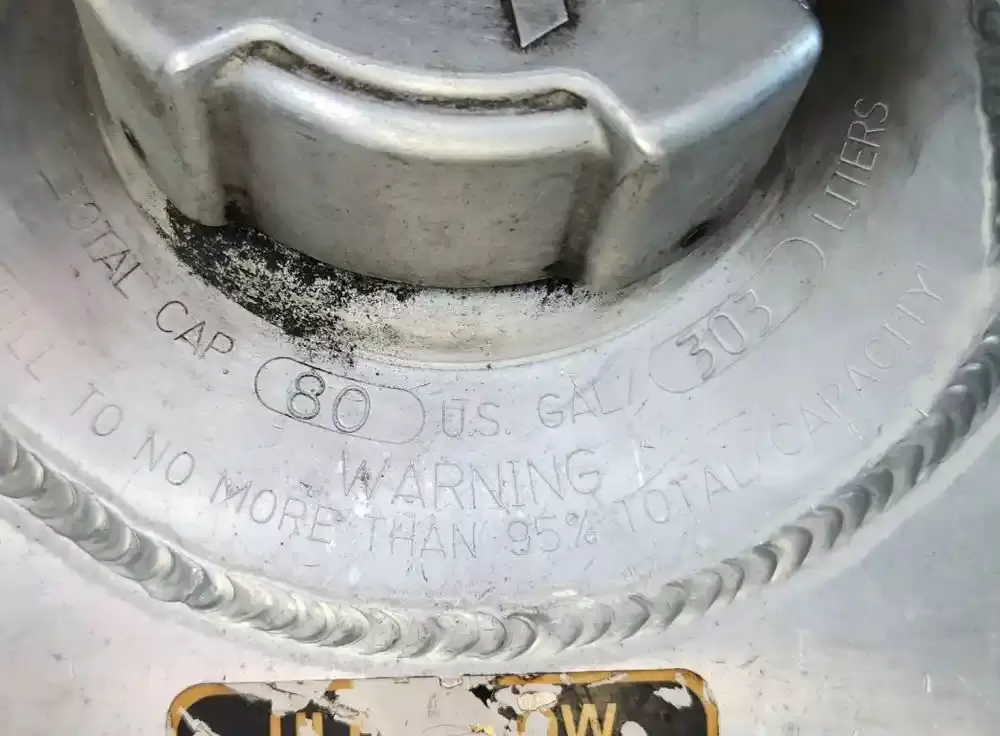 TOTAL CAP 80 U.S. GAL/ 303 LITERS
WARNING
FILL TO NO MORE THAN 95% TOTAL CAPACITY